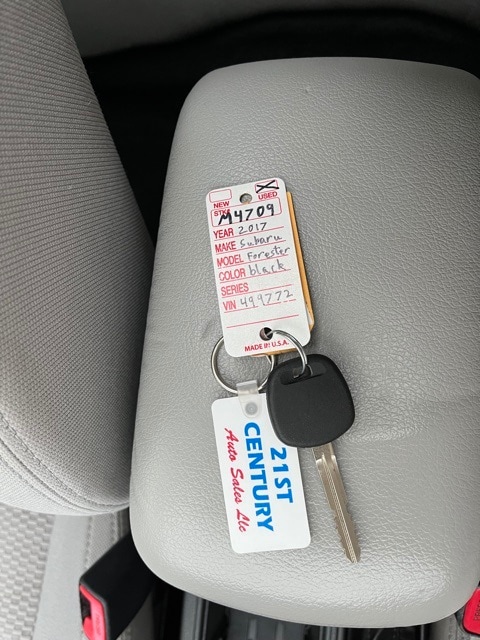 NEW USED
STK M4709
YEAR 2017
MAKE Subaru
MODEL Forester
COLOR black
SERIES
VIN 499772
MADE IN U.S.A.
21ST
CENTURY
Auto Sales Llc